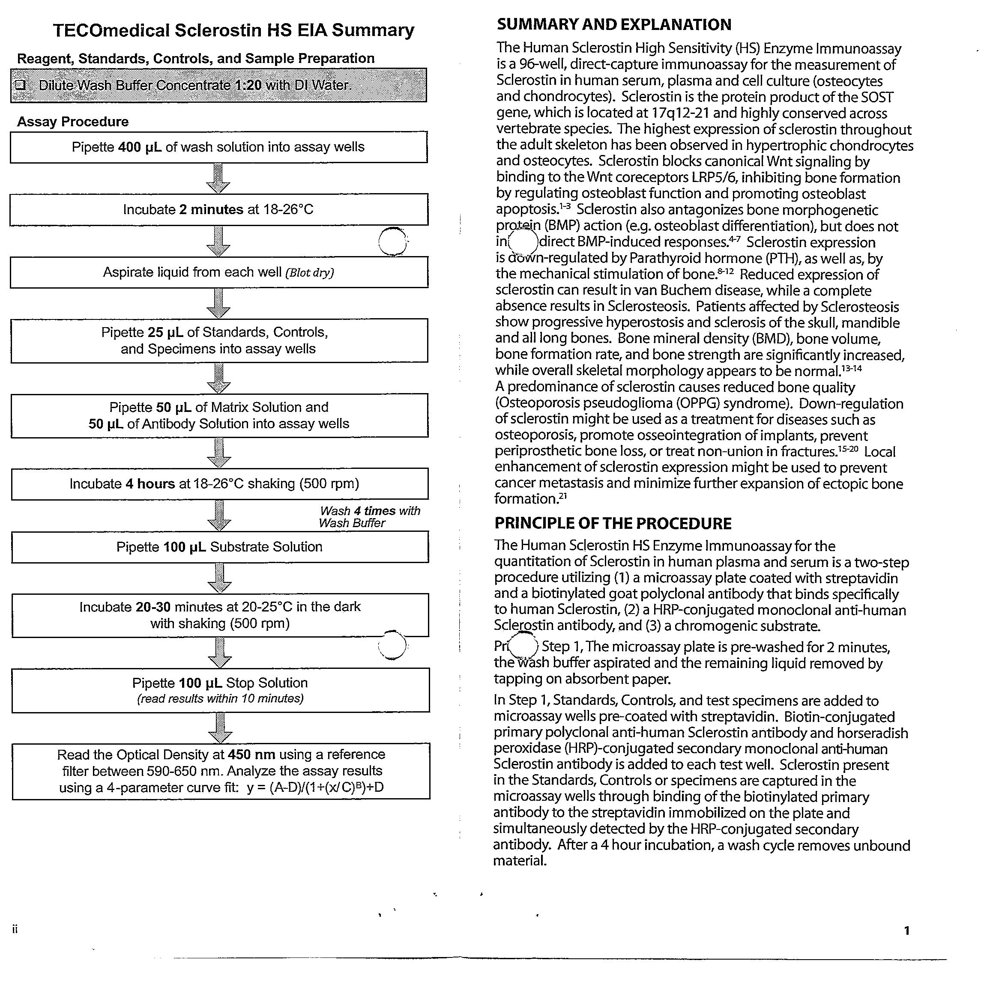 TECOmedical Sclerostin HS EIA Summary
Reagent, Standards, Controls, and Sample Preparation
❑ Dilute Wash Buffer Concentrate 1:20 with DI Water.
Assay Procedure
Pipette 400 µL of wash solution into assay wells
Incubate 2 minutes at 18-26°C
Aspirate liquid from each well (Blot dry)
Pipette 25 µL of Standards, Controls,
and Specimens into assay wells
Pipette 50 µL of Matrix Solution and
50 µL of Antibody Solution into assay wells
Incubate 4 hours at 18-26°C shaking (500 rpm)
Wash 4 times with
Wash Buffer
Pipette 100 µL Substrate Solution
Incubate 20-30 minutes at 20-25°C in the dark
with shaking (500 rpm)
Pipette 100 µL Stop Solution
(read results within 10 minutes)
Read the Optical Density at 450 nm using a reference
filter between 590-650 nm. Analyze the assay results
using a 4-parameter curve fit: y = (A-D)/(1+(x/C)ᴮ)+D
ii
SUMMARY AND EXPLANATION
The Human Sclerostin High Sensitivity (HS) Enzyme Immunoassay
is a 96-well, direct-capture immunoassay for the measurement of
Sclerostin in human serum, plasma and cell culture (osteocytes
and chondrocytes). Sclerostin is the protein product of the SOST
gene, which is located at 17q12-21 and highly conserved across
vertebrate species. The highest expression of sclerostin throughout
the adult skeleton has been observed in hypertrophic chondrocytes
and osteocytes. Sclerostin blocks canonical Wnt signaling by
binding to the Wnt coreceptors LRP5/6, inhibiting bone formation
by regulating osteoblast function and promoting osteoblast
apoptosis.¹⁻³ Sclerostin also antagonizes bone morphogenetic
protein (BMP) action (e.g. osteoblast differentiation), but does not
direct BMP-induced responses.⁴⁻⁷ Sclerostin expression
is down-regulated by Parathyroid hormone (PTH), as well as, by
the mechanical stimulation of bone.⁸⁻¹² Reduced expression of
sclerostin can result in van Buchem disease, while a complete
absence results in Sclerosteosis. Patients affected by Sclerosteosis
show progressive hyperostosis and sclerosis of the skull, mandible
and all long bones. Bone mineral density (BMD), bone volume,
bone formation rate, and bone strength are significantly increased,
while overall skeletal morphology appears to be normal.¹³⁻¹⁴
A predominance of sclerostin causes reduced bone quality
(Osteoporosis pseudoglioma (OPPG) syndrome). Down-regulation
of sclerostin might be used as a treatment for diseases such as
osteoporosis, promote osseointegration of implants, prevent
periprosthetic bone loss, or treat non-union in fractures.¹⁵⁻²⁰ Local
enhancement of sclerostin expression might be used to prevent
cancer metastasis and minimize further expansion of ectopic bone
formation.²¹
PRINCIPLE OF THE PROCEDURE
The Human Sclerostin HS Enzyme Immunoassay for the
quantitation of Sclerostin in human plasma and serum is a two-step
procedure utilizing (1) a microassay plate coated with streptavidin
and a biotinylated goat polyclonal antibody that binds specifically
to human Sclerostin, (2) a HRP-conjugated monoclonal anti-human
Sclerostin antibody, and (3) a chromogenic substrate.
Step 1, The microassay plate is pre-washed for 2 minutes,
the wash buffer aspirated and the remaining liquid removed by
tapping on absorbent paper.
In Step 1, Standards, Controls, and test specimens are added to
microassay wells pre-coated with streptavidin. Biotin-conjugated
primary polyclonal anti-human Sclerostin antibody and horseradish
peroxidase (HRP)-conjugated secondary monoclonal anti-human
Sclerostin antibody is added to each test well. Sclerostin present
in the Standards, Controls or specimens are captured in the
microassay wells through binding of the biotinylated primary
antibody to the streptavidin immobilized on the plate and
simultaneously detected by the HRP-conjugated secondary
antibody. After a 4 hour incubation, a wash cycle removes unbound
material.
1